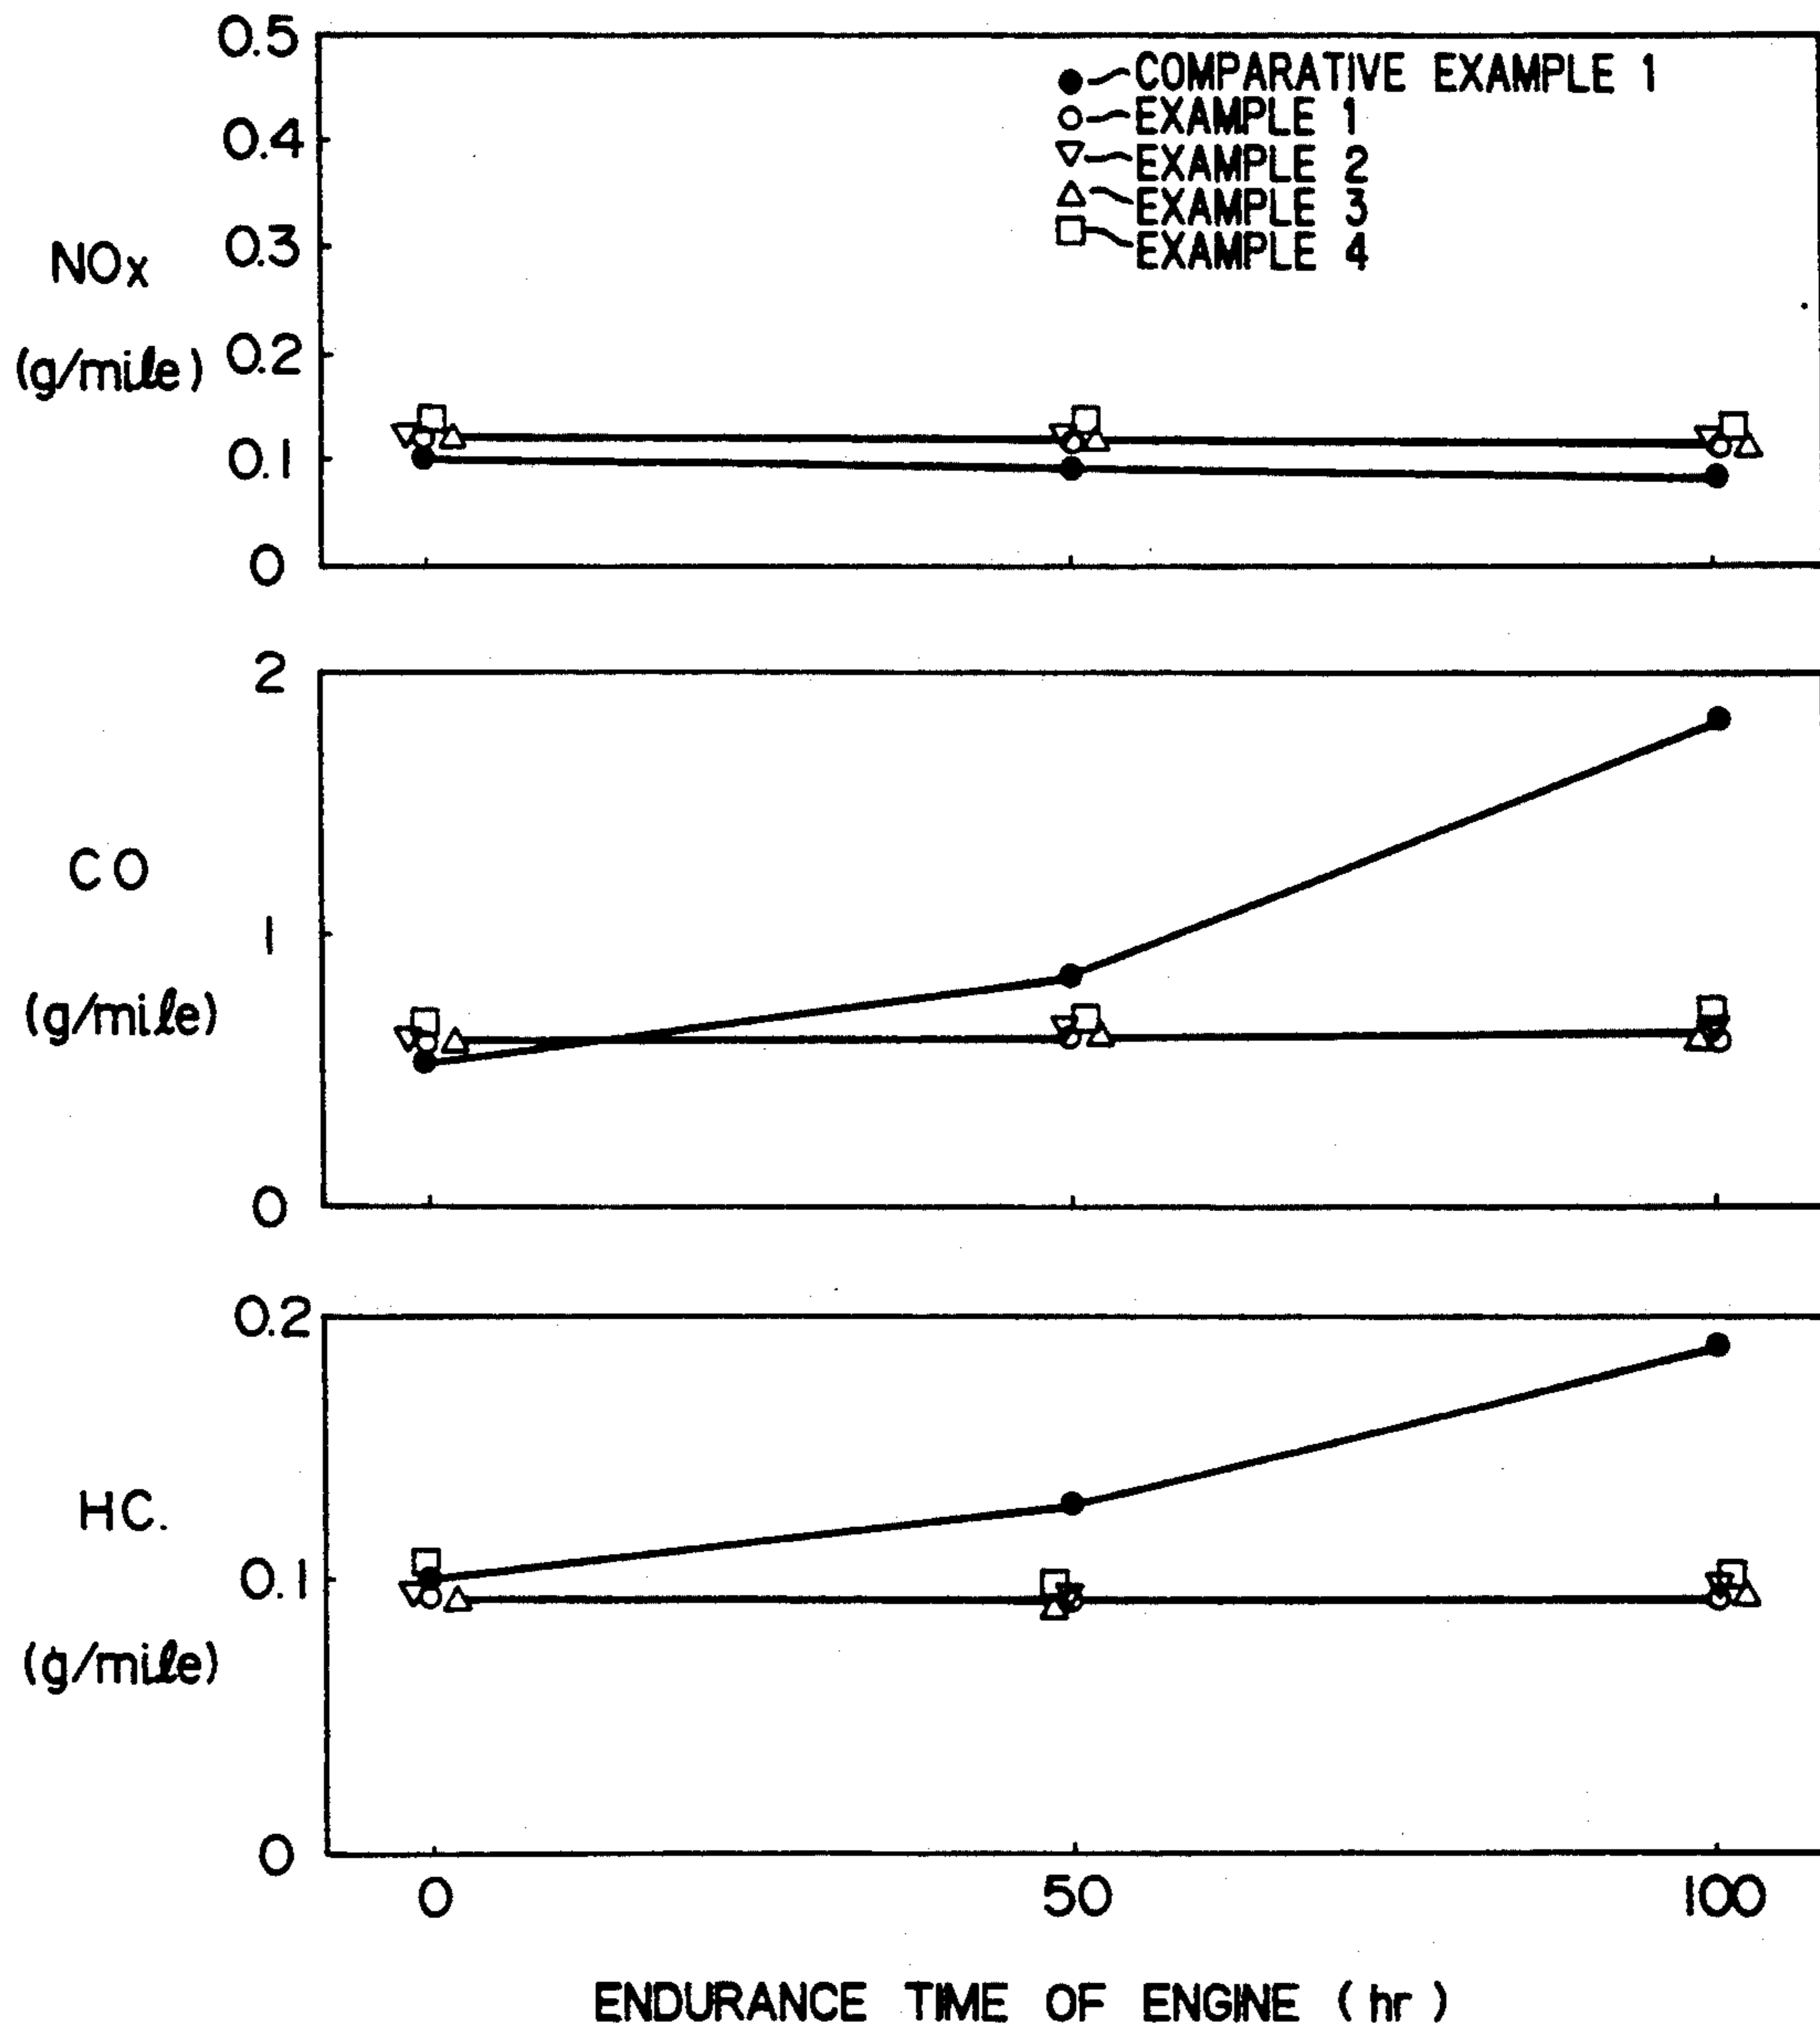 0.5
COMPARATIVE EXAMPLE 1
EXAMPLE 1
0.4
EXAMPLE 2
EXAMPLE 3
EXAMPLE 4
0.3
NOx
0.2
(g/mile)
0.1
0
2
CO
1
(g/mile)
0
0.2
HC.
0.1
(g/mile)
0
0 50 100
ENDURANCE TIME OF ENGINE (hr)